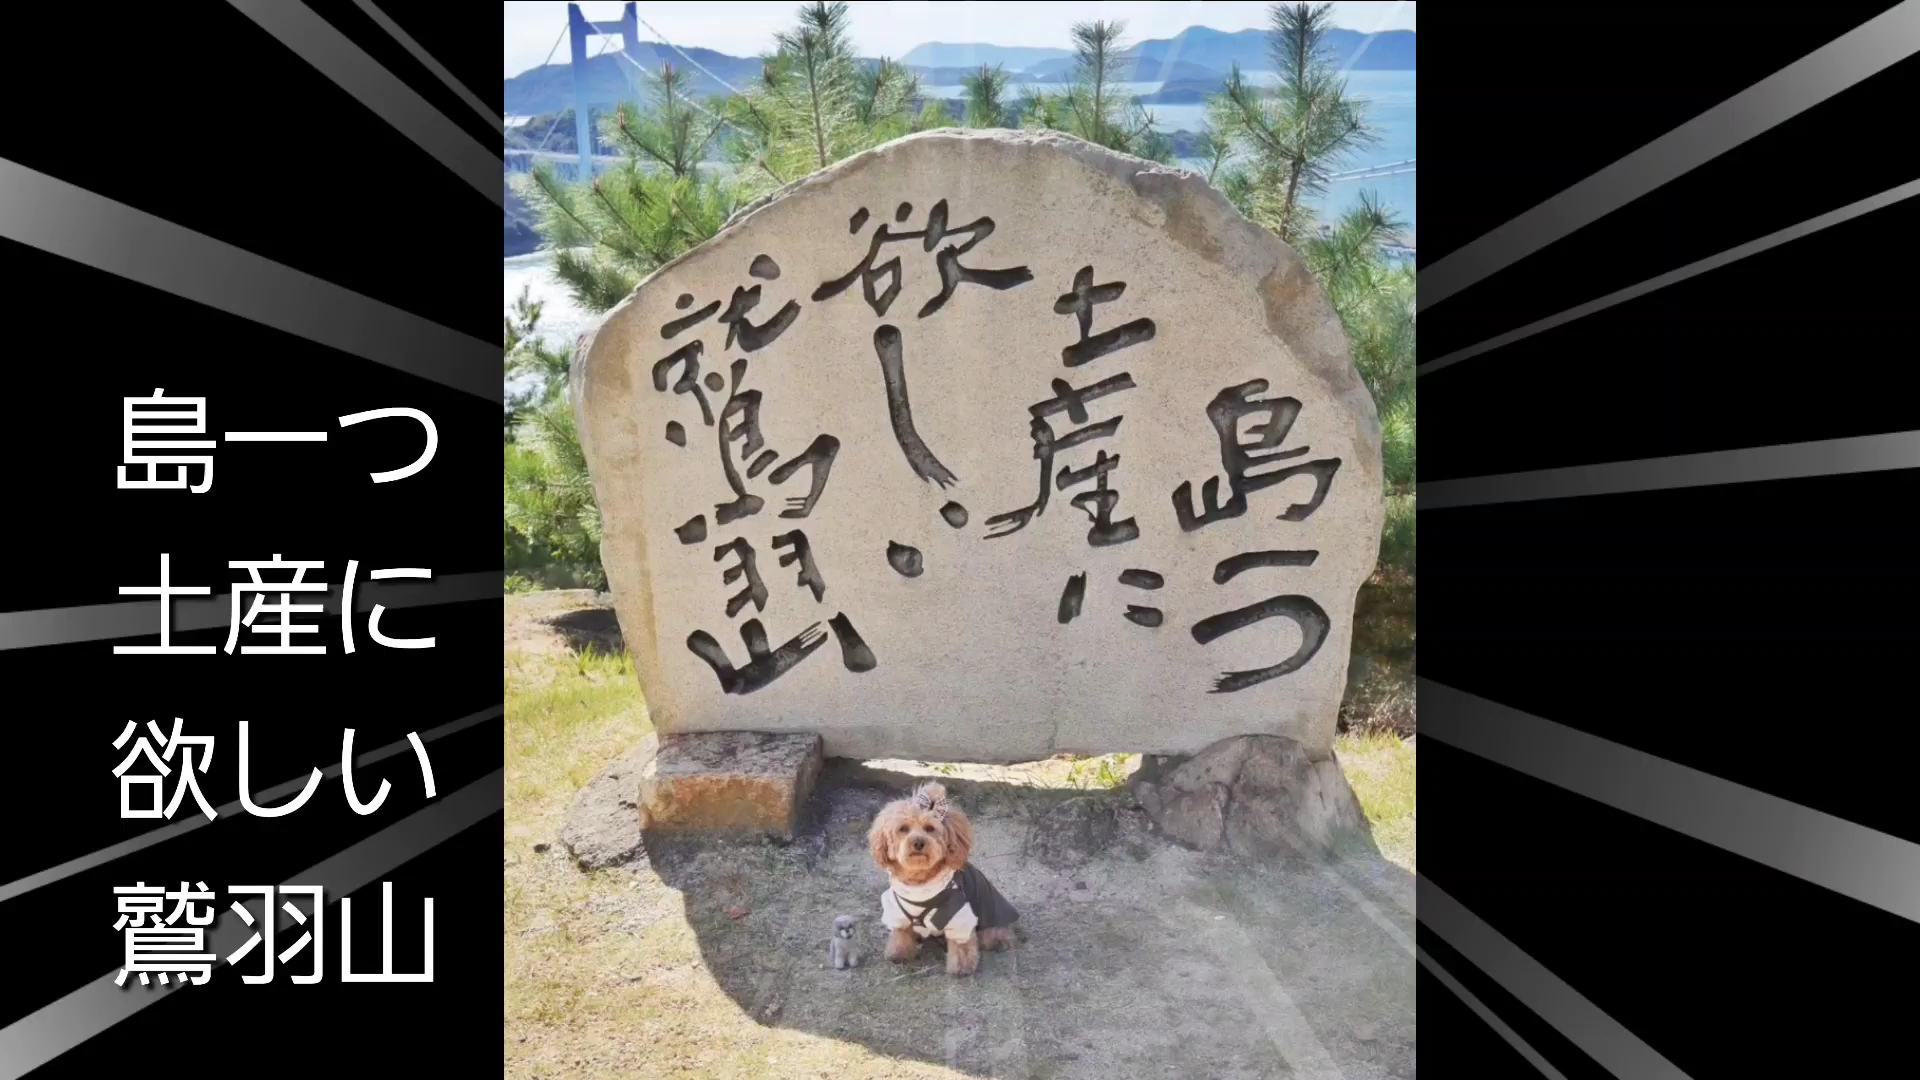 島一つ
土産に
欲しい
鷲羽山
島一つ
土産に
欲しい
鷲羽山